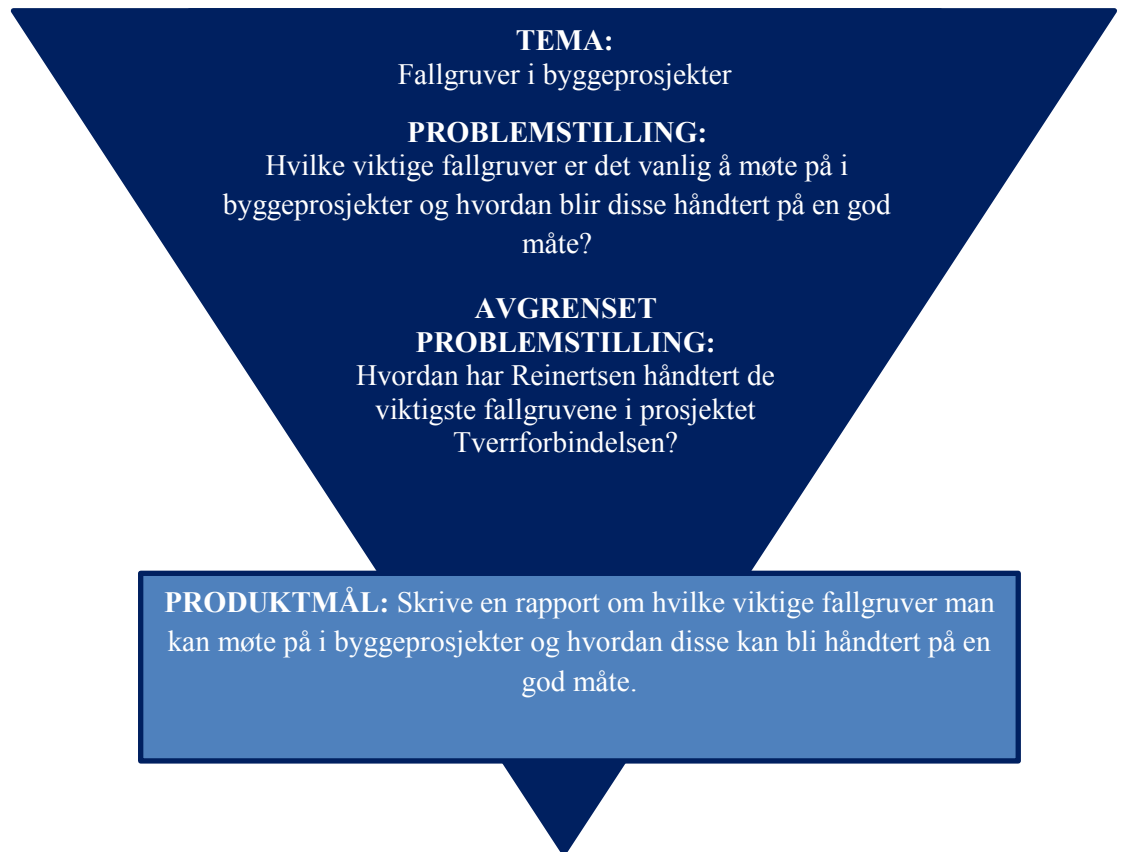 TEMA:
Fallgruver i byggeprosjekter
PROBLEMSTILLING:
Hvilke viktige fallgruver er det vanlig å møte på i
byggeprosjekter og hvordan blir disse håndtert på en god
måte?
AVGRENSET
PROBLEMSTILLING:
Hvordan har Reinertsen håndtert de
viktigste fallgruvene i prosjektet
Tverrforbindelsen?
PRODUKTMÅL: Skrive en rapport om hvilke viktige fallgruver man
kan møte på i byggeprosjekter og hvordan disse kan bli håndtert på en
god måte.